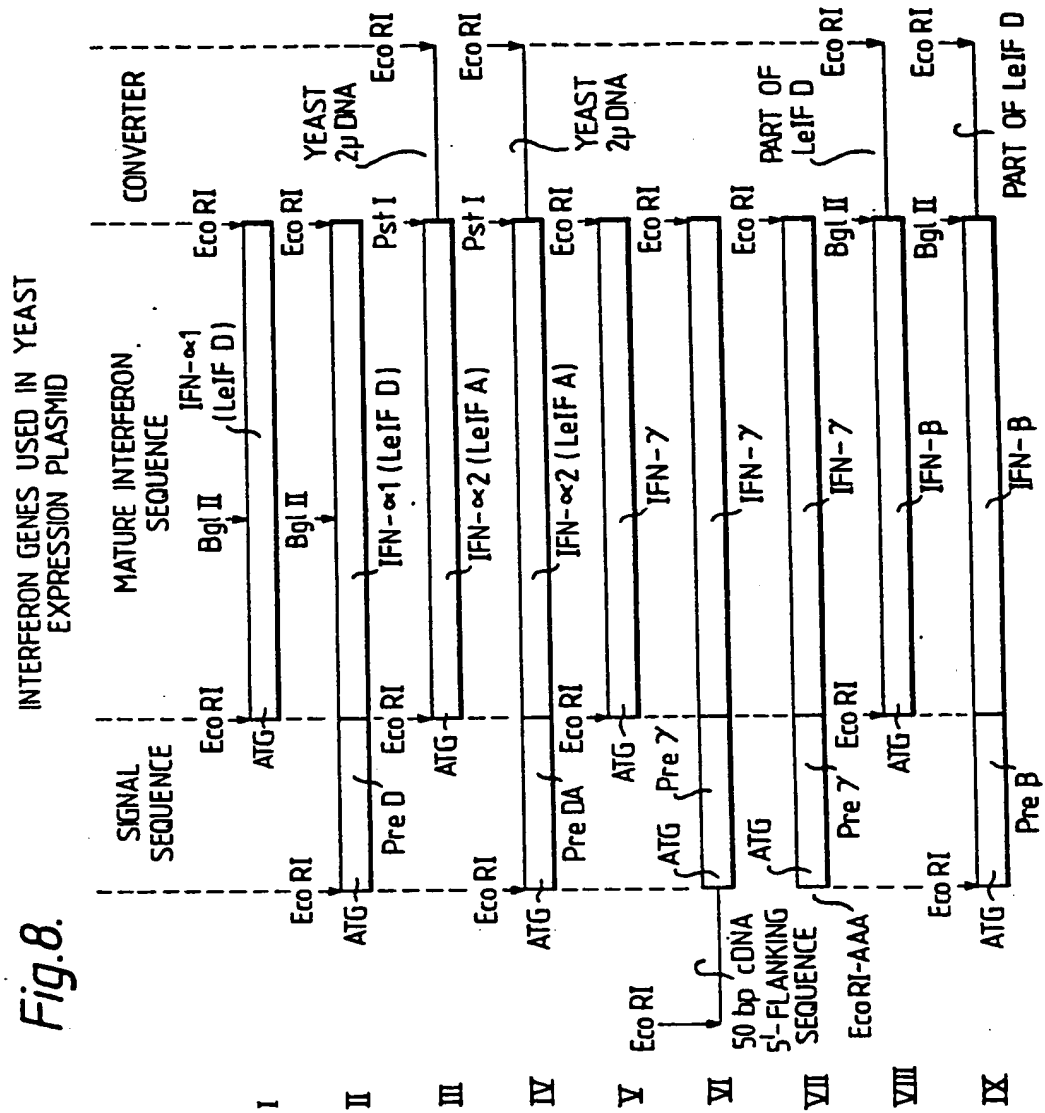 Fig.8.
INTERFERON GENES USED IN YEAST
EXPRESSION PLASMID
SIGNAL
SEQUENCE
MATURE INTERFERON
SEQUENCE
CONVERTER
I
Eco RI
ATG
Bgl II
IFN-α1
(LeIF D)
Eco RI
II
Eco RI
ATG
Pre D
Bgl II
IFN-α1 (LeIF D)
Eco RI
III
Eco RI
ATG
IFN-α2 (LeIF A)
Pst I
YEAST
2μ DNA
Eco RI
IV
Eco RI
ATG
Pre DA
IFN-α2 (LeIF A)
Pst I
YEAST
2μ DNA
Eco RI
V
Eco RI
ATG
IFN-γ
Eco RI
VI
Eco RI
50 bp cDNA
5'-FLANKING
SEQUENCE
ATG
Pre γ
IFN-γ
Eco RI
VII
Eco RI-AAA
ATG
Pre γ
IFN-γ
Eco RI
VIII
Eco RI
ATG
IFN-β
Bgl II
PART OF
LeIF D
Eco RI
IX
Eco RI
ATG
Pre β
IFN-β
Bgl II
PART OF LeIF D
Eco RI